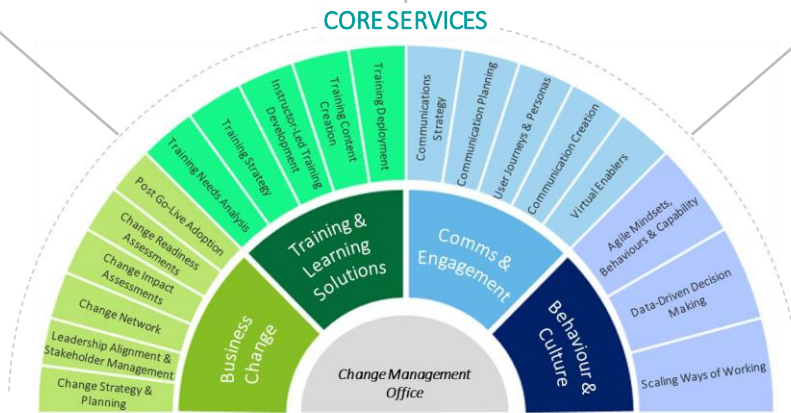 CORE SERVICES
Change Strategy &
Planning
Leadership Alignment &
Stakeholder Management
Change Network
Change Impact
Assessments
Change Readiness
Assessments
Post Go-Live Adoption
Training Needs Analysis
Training Strategy
Instructor-Led Training
Development
Training Content
Creation
Training Deployment
Communications
Strategy
Communication Planning
User Journeys & Personas
Communication Creation
Virtual Enablers
Agile Mindsets,
Behaviours & Capability
Data-Driven Decision
Making
Scaling Ways of Working
Business
Change
Training &
Learning
Solutions
Comms &
Engagement
Behaviour &
Culture
Change Management
Office